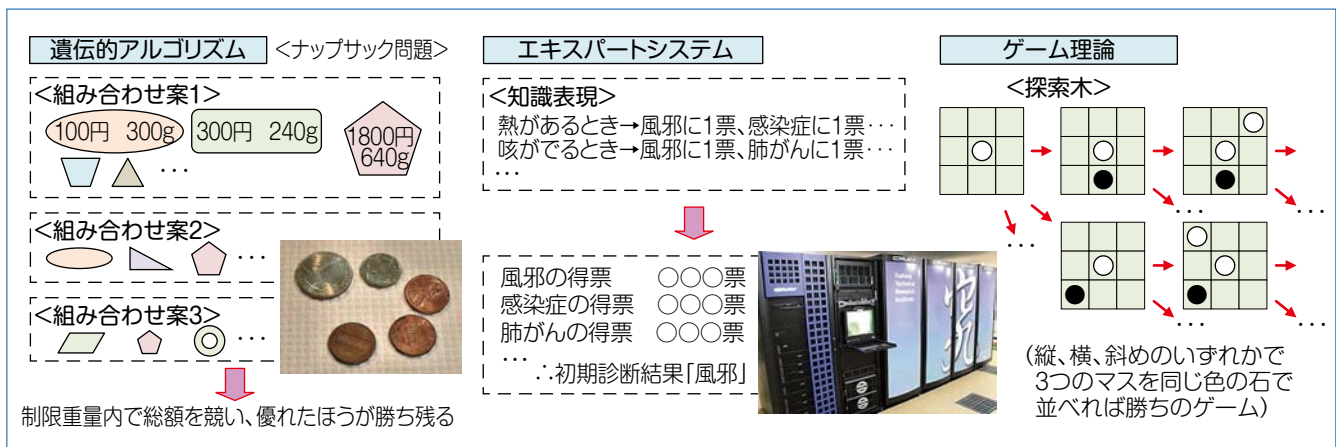 遺伝的アルゴリズム <ナップサック問題>
<組み合わせ案1>
100円 300g 300円 240g 1800円
640g
…
<組み合わせ案2>
…
<組み合わせ案3>
…
制限重量内で総額を競い、優れたほうが勝ち残る
エキスパートシステム
<知識表現>
熱があるとき→風邪に1票、感染症に1票…
咳がでるとき→風邪に1票、肺がんに1票…
…
風邪の得票 ○○○票
感染症の得票 ○○○票
肺がんの得票 ○○○票
…
∴初期診断結果「風邪」
ゲーム理論
<探索木>
…
…
…
…
…
(縦、横、斜めのいずれかで
3つのマスを同じ色の石で
並べれば勝ちのゲーム)